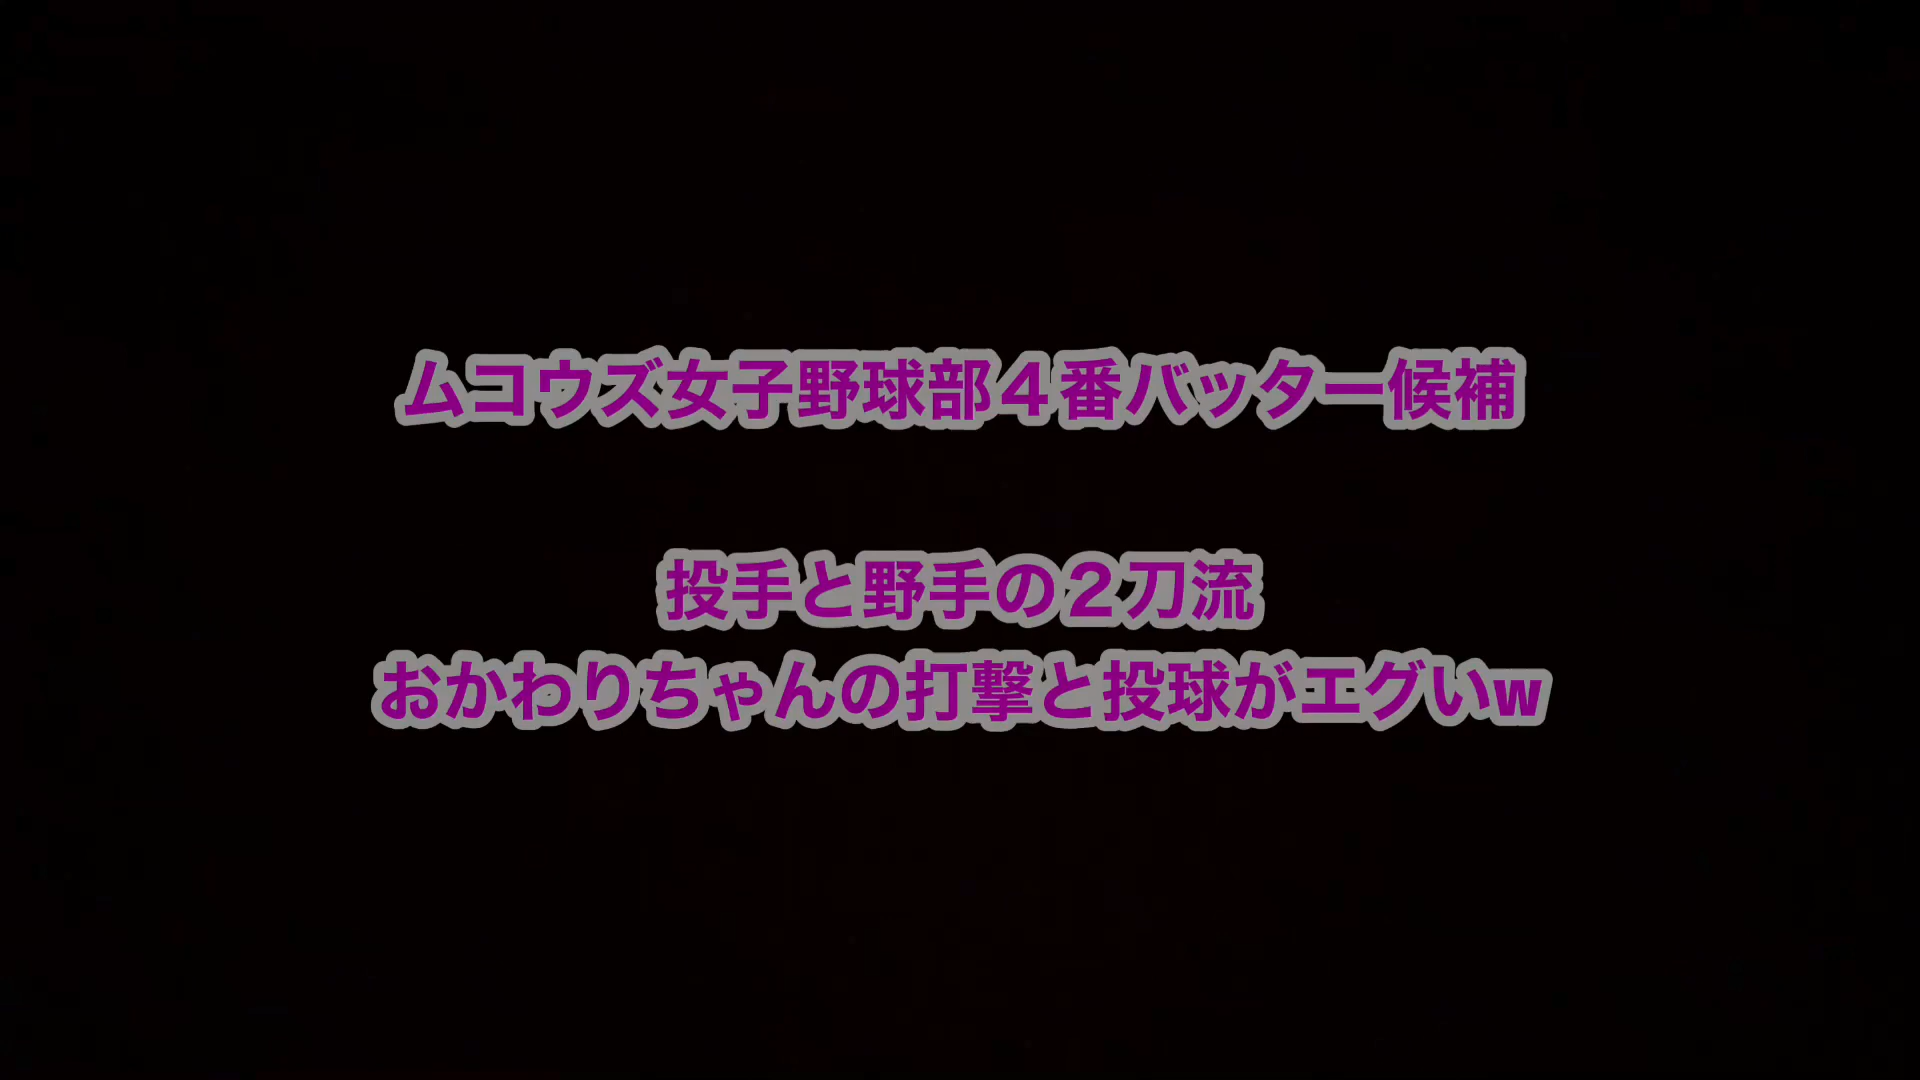 ムコウズ女子野球部４番バッター候補
投手と野手の２刀流
おかわりちゃんの打撃と投球がエグいw